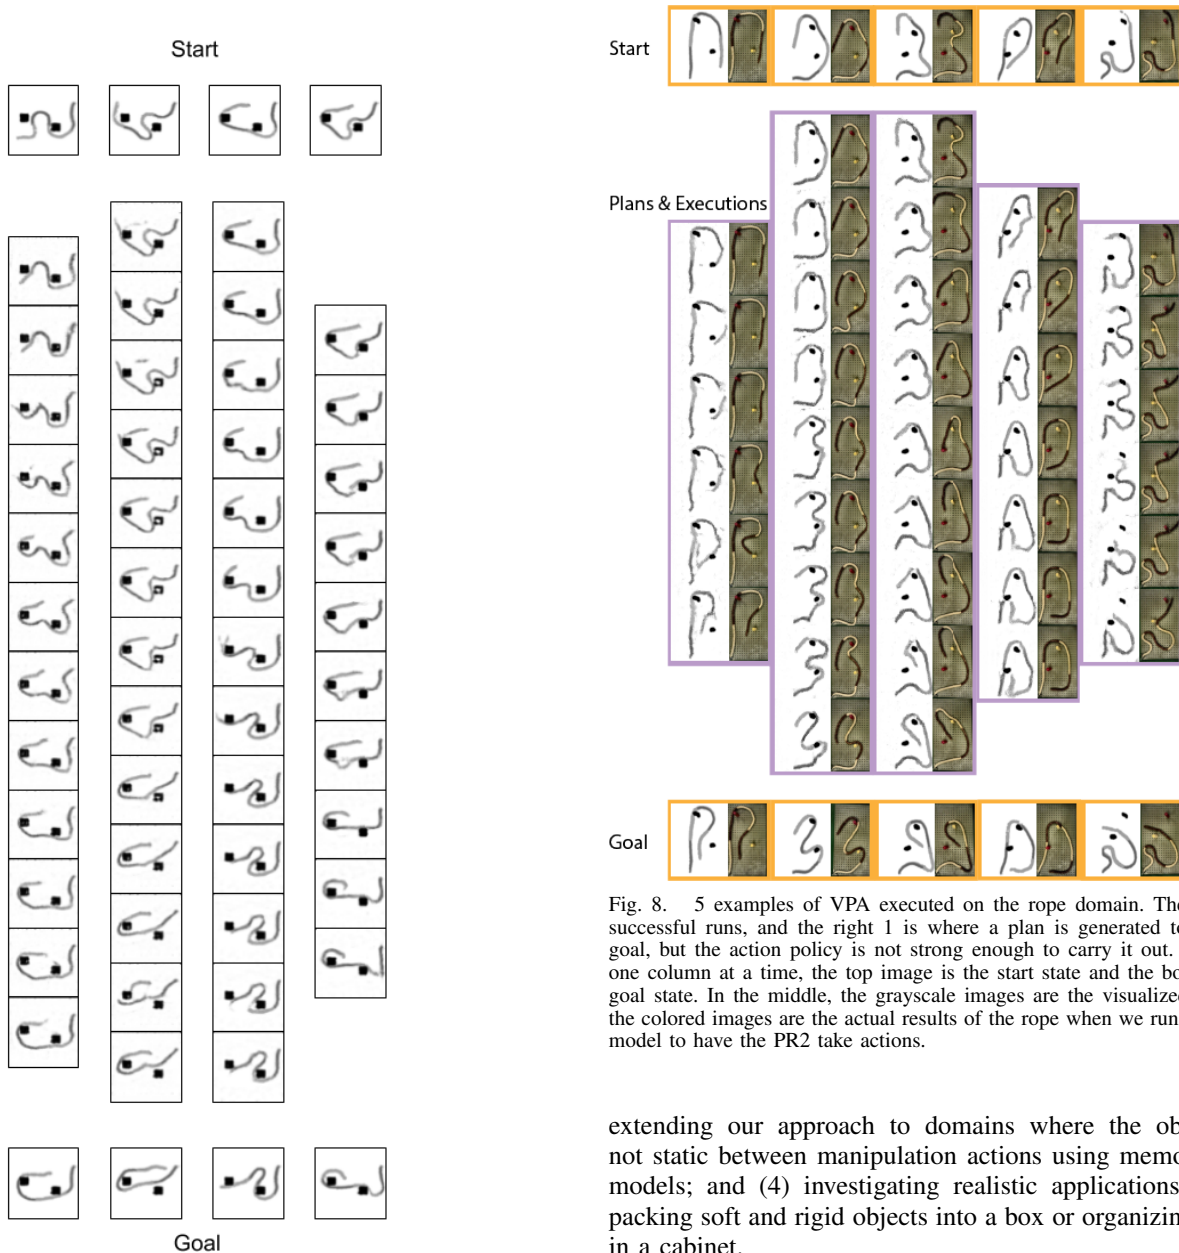 Start
Goal
Start
Plans & Executions
Goal
Fig. 8. 5 examples of VPA executed on the rope domain. The
successful runs, and the right 1 is where a plan is generated
goal, but the action policy is not strong enough to carry it out.
one column at a time, the top image is the start state and the
goal state. In the middle, the grayscale images are the
the colored images are the actual results of the rope when we run
model to have the PR2 take actions.
extending our approach to domains where the
not static between manipulation actions using
models; and (4) investigating realistic applications
packing soft and rigid objects into a box or
in a cabinet.